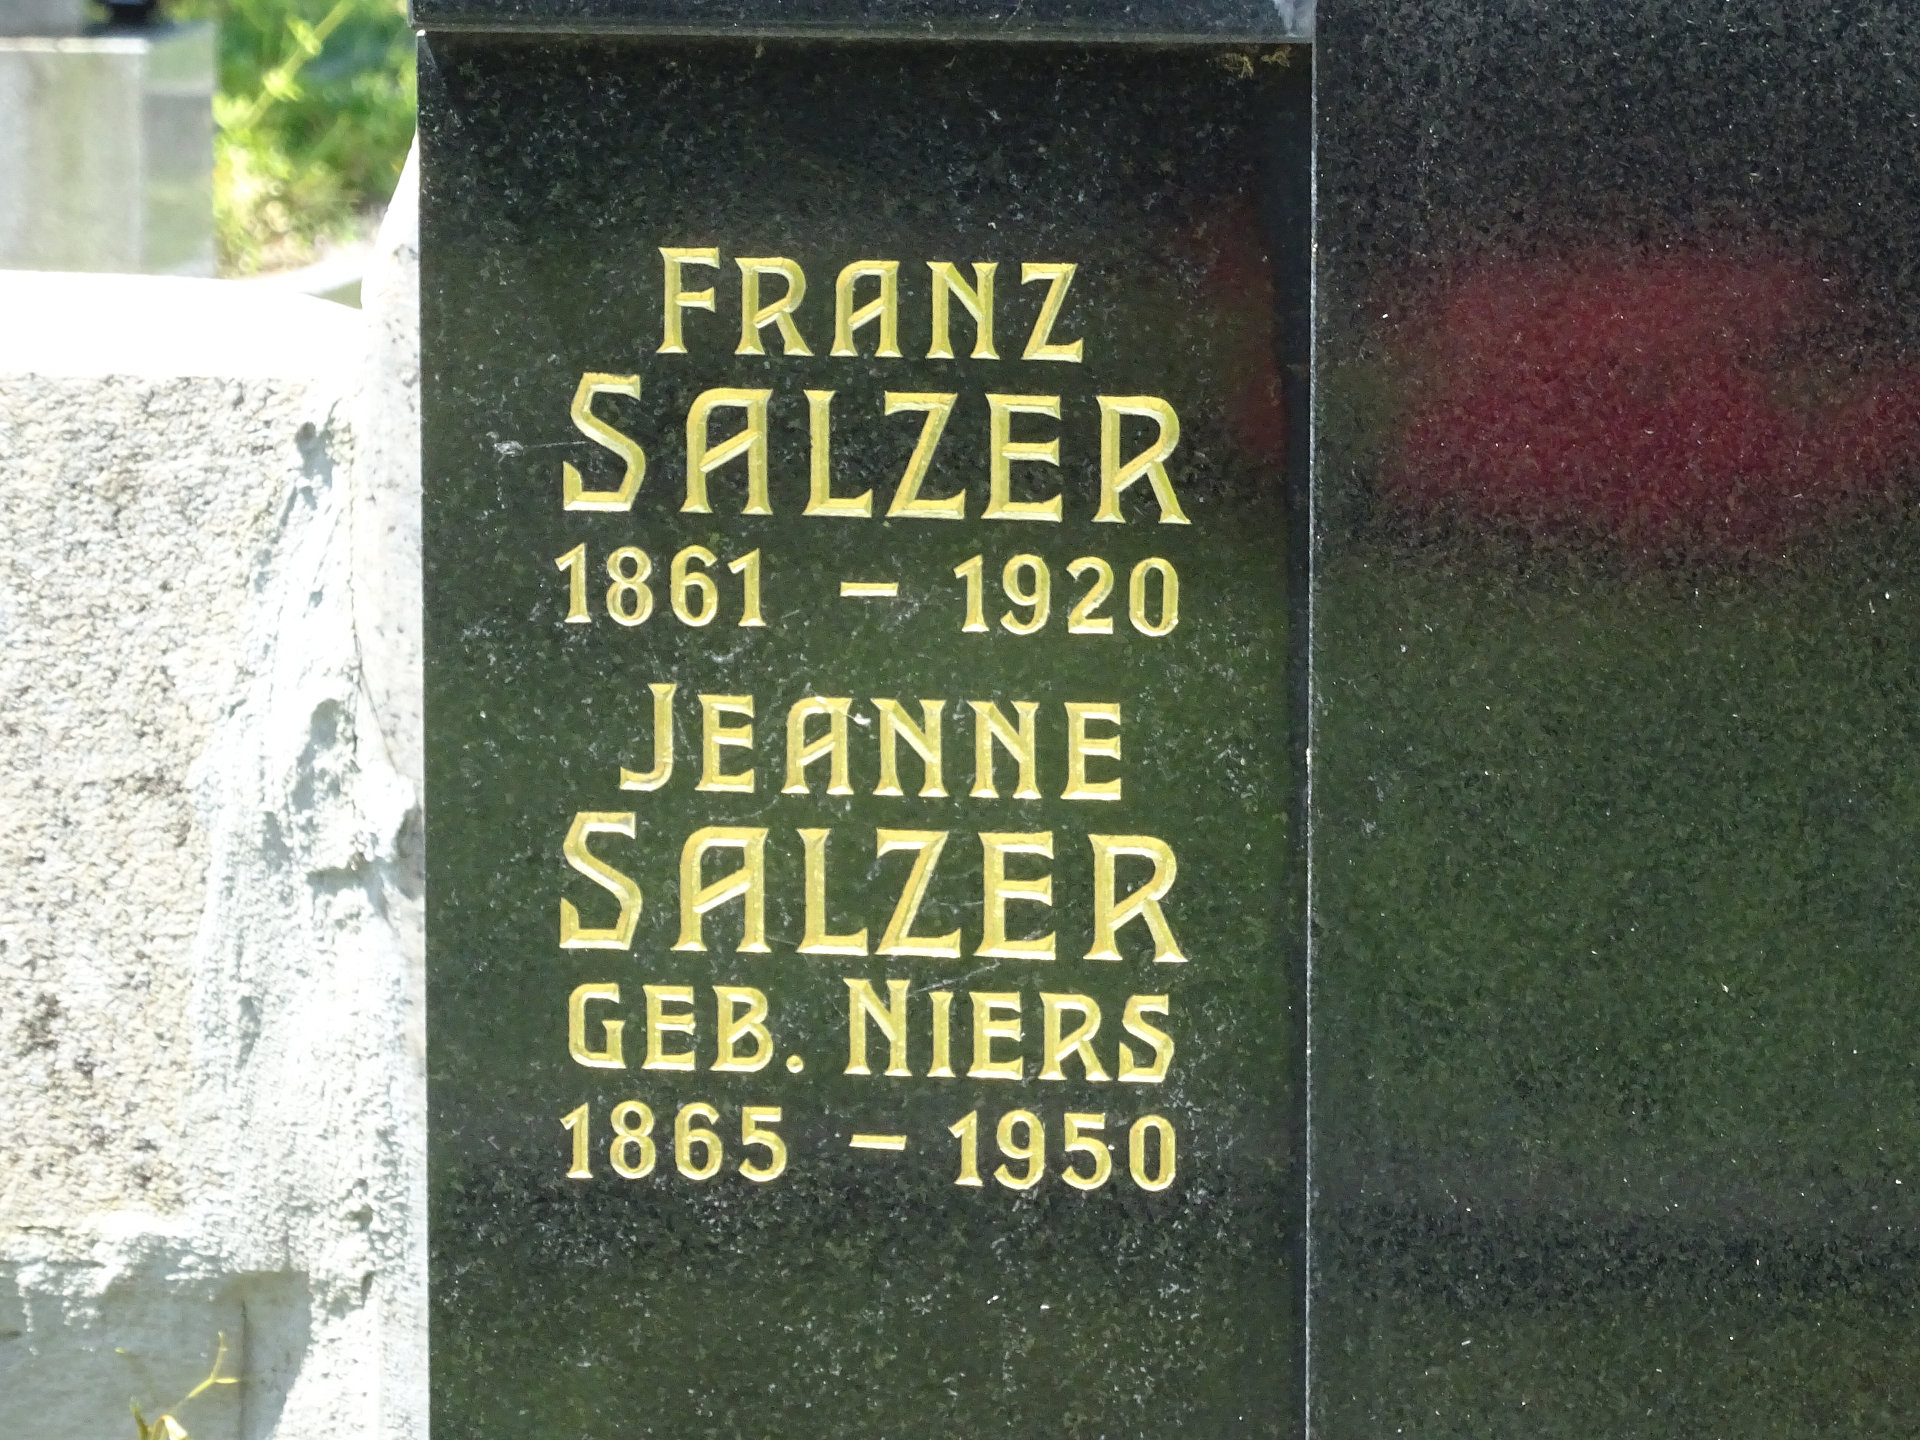 FRANZ
SALZER
1861 – 1920
JEANNE
SALZER
GEB. NIERS
1865 – 1950